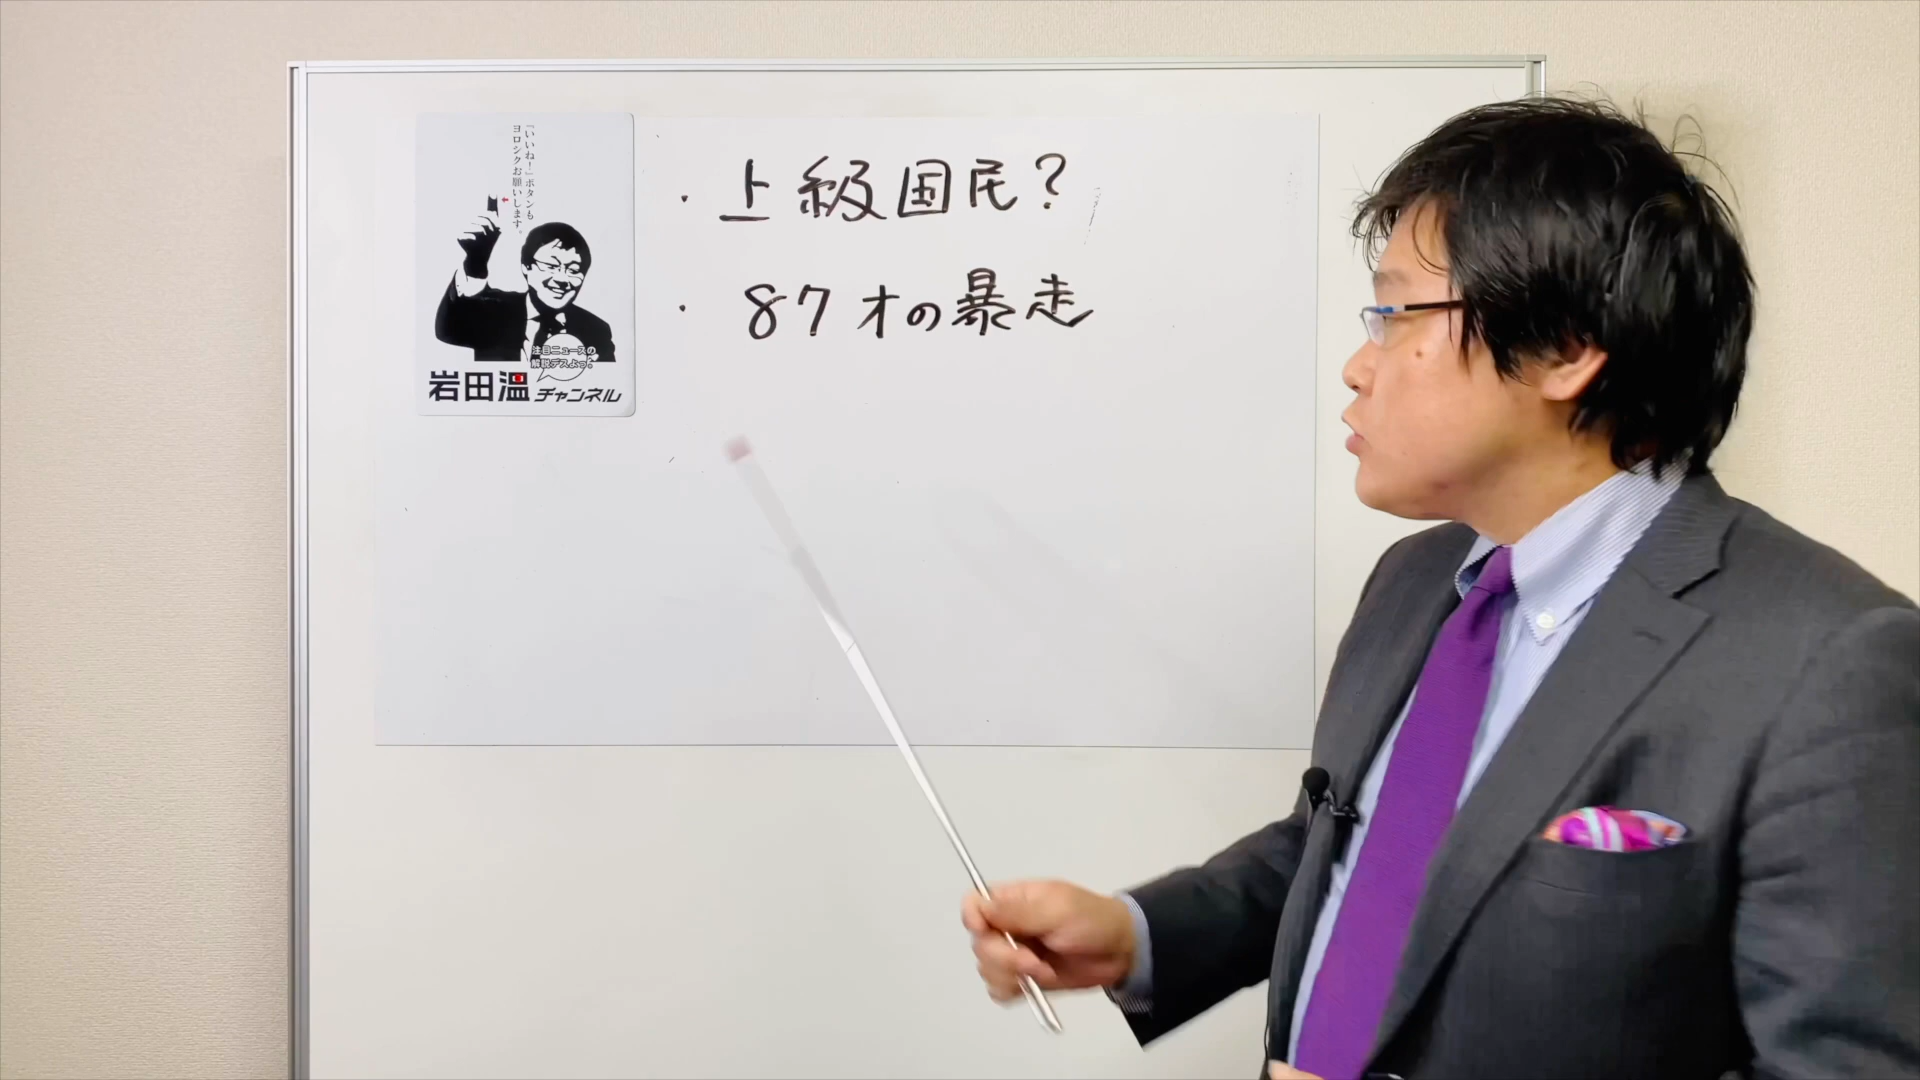 「いいね!」ボタンも
ヨロシクお願いします。
注目ニュースの
解説デスよっ。
岩田温チャンネル
・上級国民?
・87才の暴走